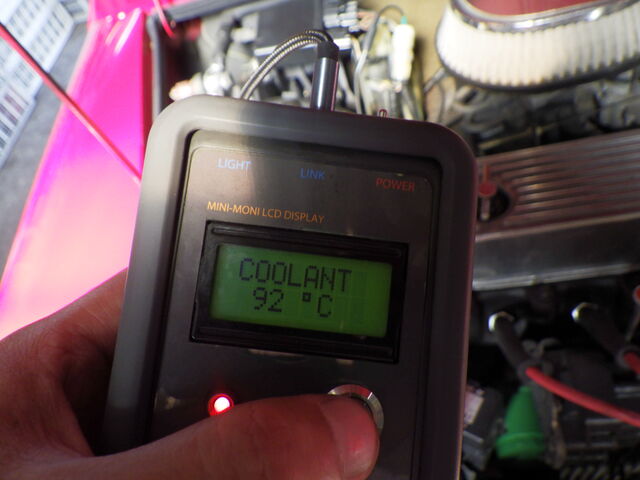 LIGHT LINK POWER
MINI-MONI LCD DISPLAY
COOLANT
92 °C